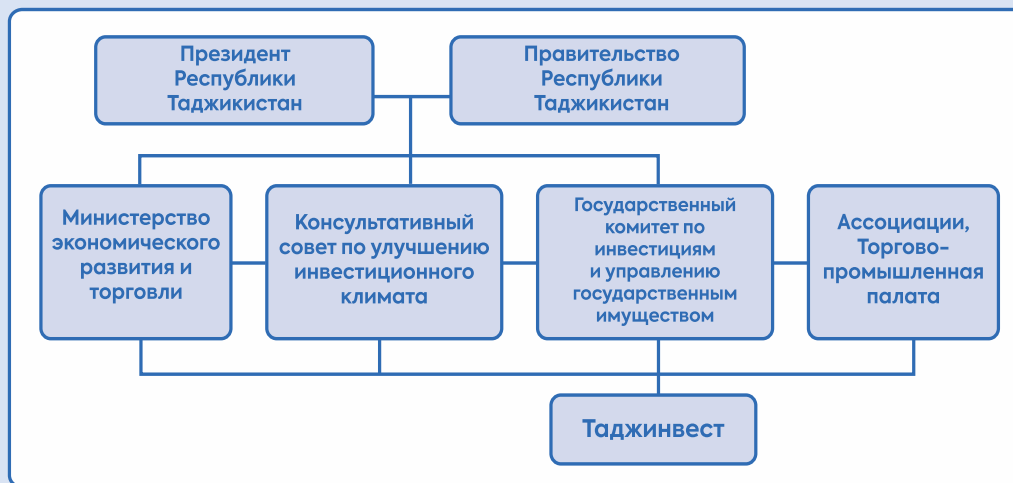 Президент
Республики
Таджикистан
Правительство
Республики
Таджикистан
Министерство
экономического
развития и
торговли
Консультативный
совет по улучшению
инвестиционного
климата
Государственный
комитет по
инвестициям
и управлению
государственным
имуществом
Ассоциации,
Торгово-
промышленная
палата
Таджинвест